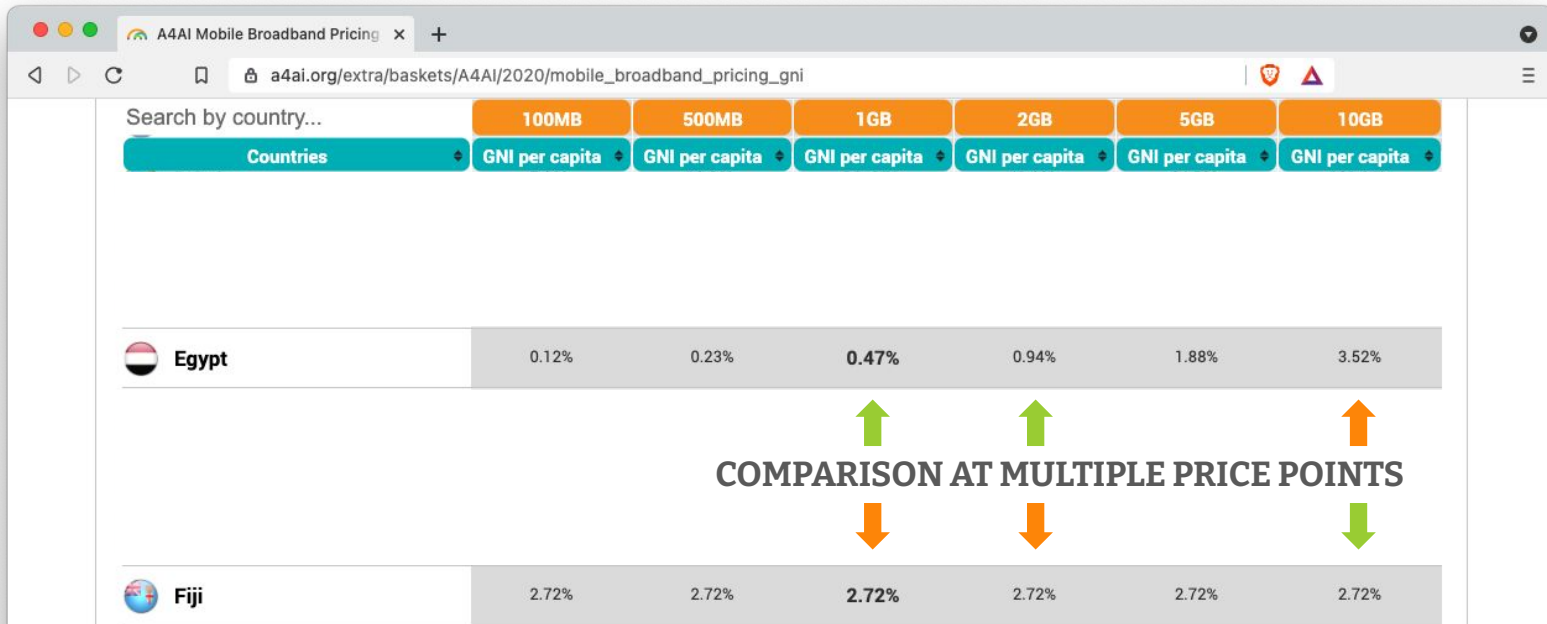 A4AI Mobile Broadband Pricing
a4ai.org/extra/baskets/A4AI/2020/mobile_broadband_pricing_gni
Search by country... 100MB 500MB 1GB 2GB 5GB 10GB
Countries GNI per capita GNI per capita GNI per capita GNI per capita GNI per capita GNI per capita
Egypt 0.12% 0.23% 0.47% 0.94% 1.88% 3.52%
COMPARISON AT MULTIPLE PRICE POINTS
Fiji 2.72% 2.72% 2.72% 2.72% 2.72% 2.72%